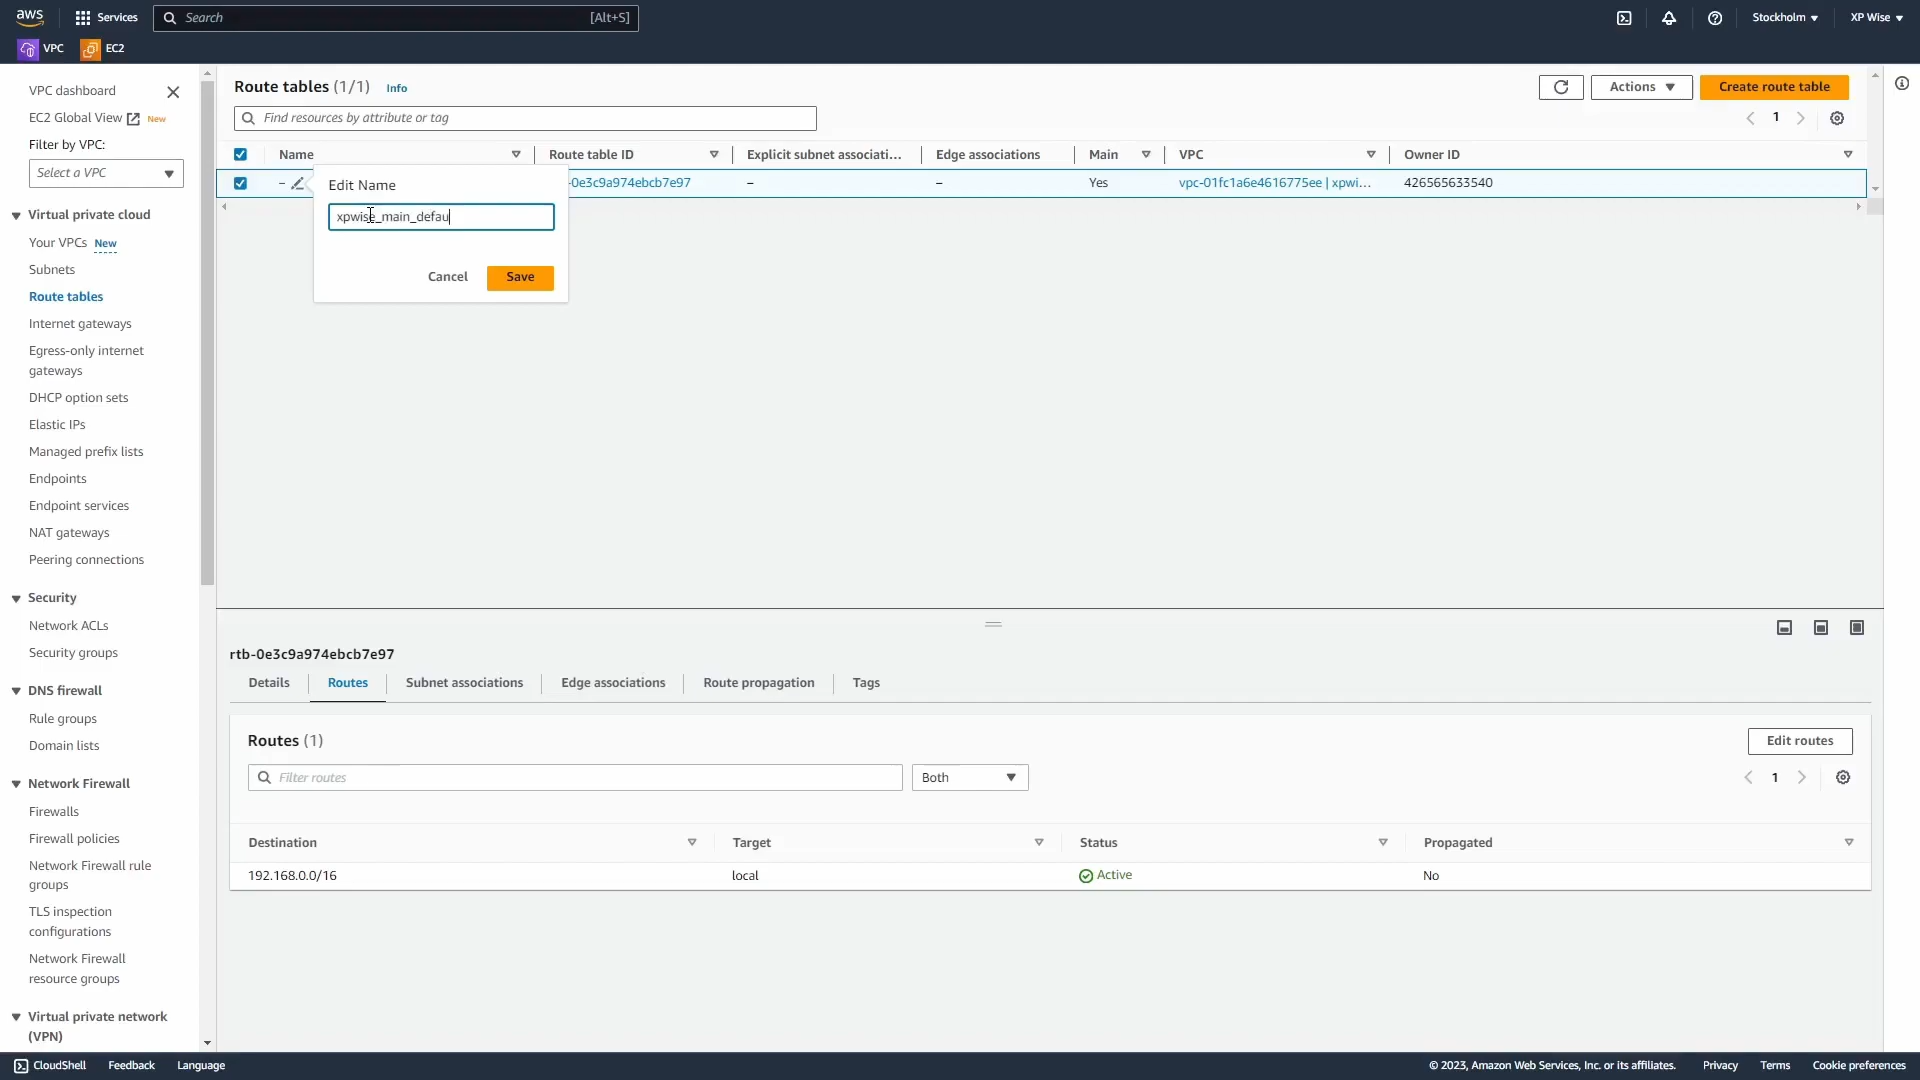 aws
Services
Search
[Alt+S]
Stockholm
XP Wise
VPC
EC2
VPC dashboard
EC2 Global View
New
Filter by VPC:
Select a VPC
Virtual private cloud
Your VPCs New
Subnets
Route tables
Internet gateways
Egress-only internet
gateways
DHCP option sets
Elastic IPs
Managed prefix lists
Endpoints
Endpoint services
NAT gateways
Peering connections
Security
Network ACLs
Security groups
DNS firewall
Rule groups
Domain lists
Network Firewall
Firewalls
Firewall policies
Network Firewall rule
groups
TLS inspection
configurations
Network Firewall
resource groups
Virtual private network
(VPN)
Route tables (1/1) Info
Actions
Create route table
Find resources by attribute or tag
1
Name Route table ID Explicit subnet associati... Edge associations Main VPC Owner ID
– -0e3c9a974ebcb7e97 – – Yes vpc-01fc1a6e4616775ee | xpwi... 426565633540
Edit Name
xpwise_main_defau
Cancel
Save
rtb-0e3c9a974ebcb7e97
Details Routes Subnet associations Edge associations Route propagation Tags
Routes (1)
Edit routes
Filter routes
Both
1
Destination Target Status Propagated
192.168.0.0/16 local Active No
CloudShell Feedback Language
© 2023, Amazon Web Services, Inc. or its affiliates. Privacy Terms Cookie preferences